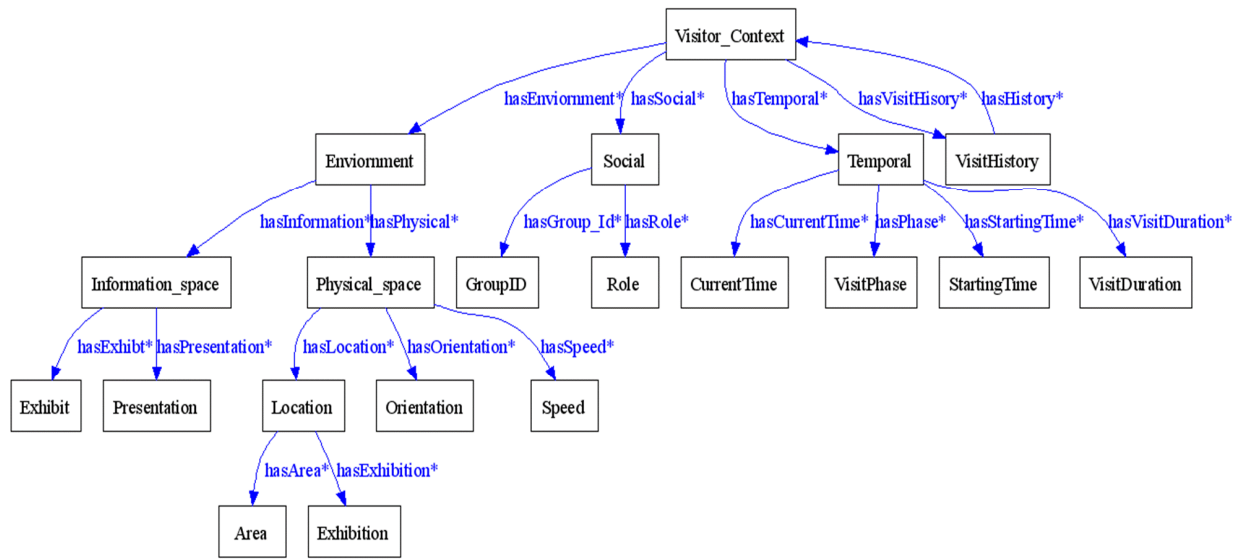 Visitor_Context
hasEnviornment* hasSocial* hasTemporal* hasVisitHisory* hasHistory*
Enviornment Social Temporal VisitHistory
hasInformation* hasPhysical* hasGroup_Id* hasRole* hasCurrentTime* hasPhase* hasStartingTime* hasVisitDuration*
Information_space Physical_space GroupID Role CurrentTime VisitPhase StartingTime VisitDuration
hasExhibt* hasPresentation* hasLocation* hasOrientation* hasSpeed*
Exhibit Presentation Location Orientation Speed
hasArea* hasExhibition*
Area Exhibition